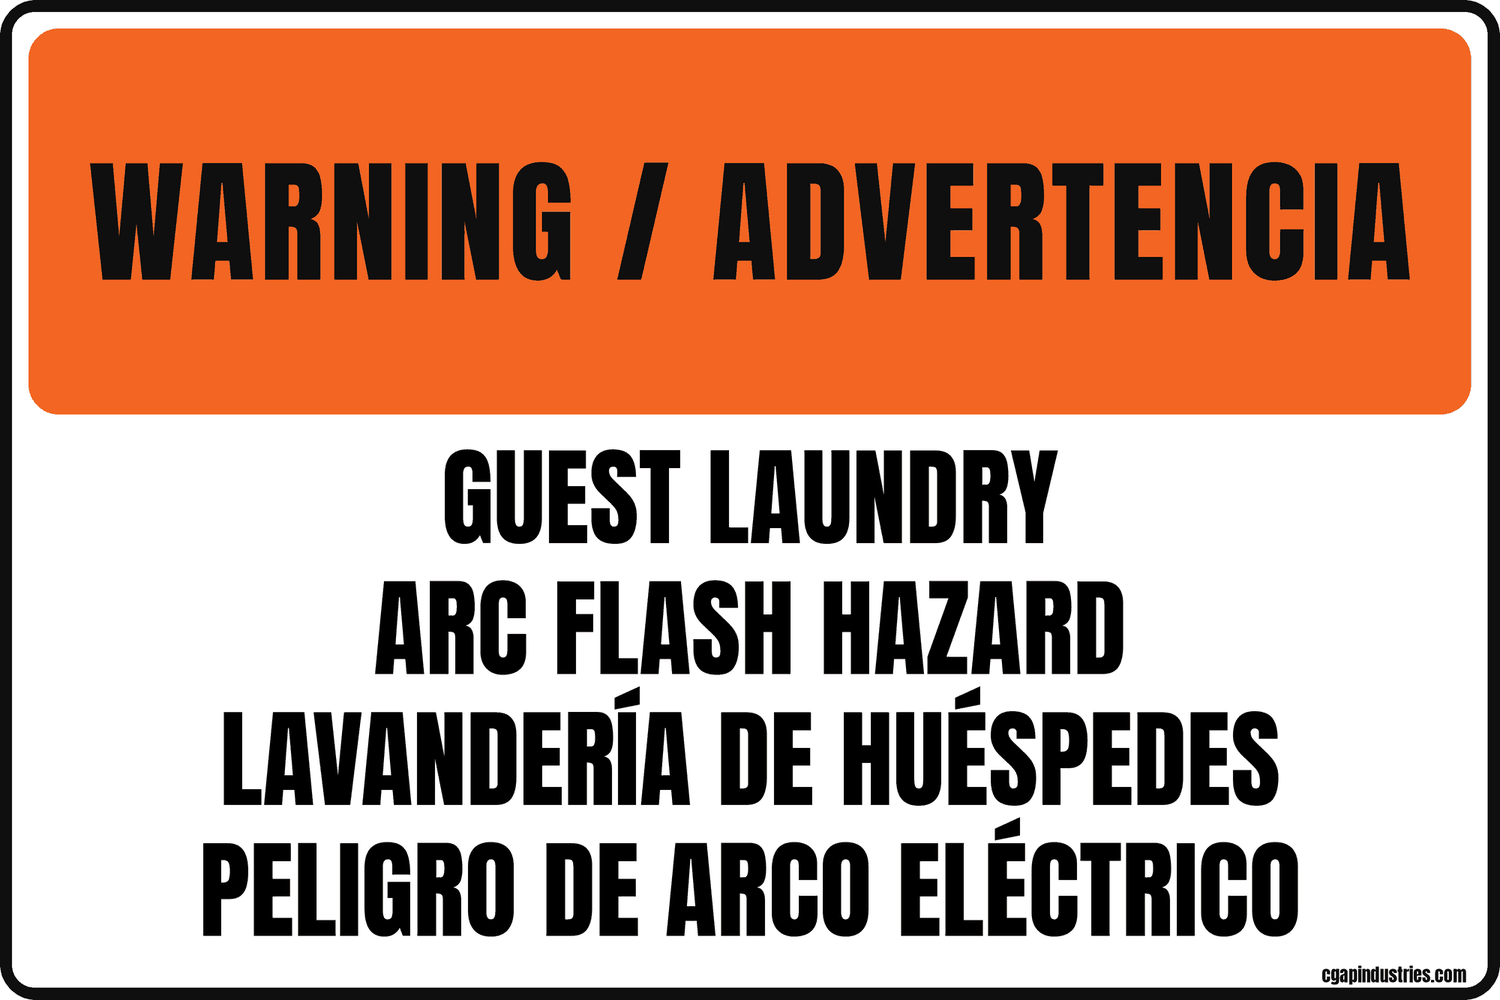 WARNING / ADVERTENCIA
GUEST LAUNDRY
ARC FLASH HAZARD
LAVANDERÍA DE HUÉSPEDES
PELIGRO DE ARCO ELÉCTRICO
cgapindustries.com